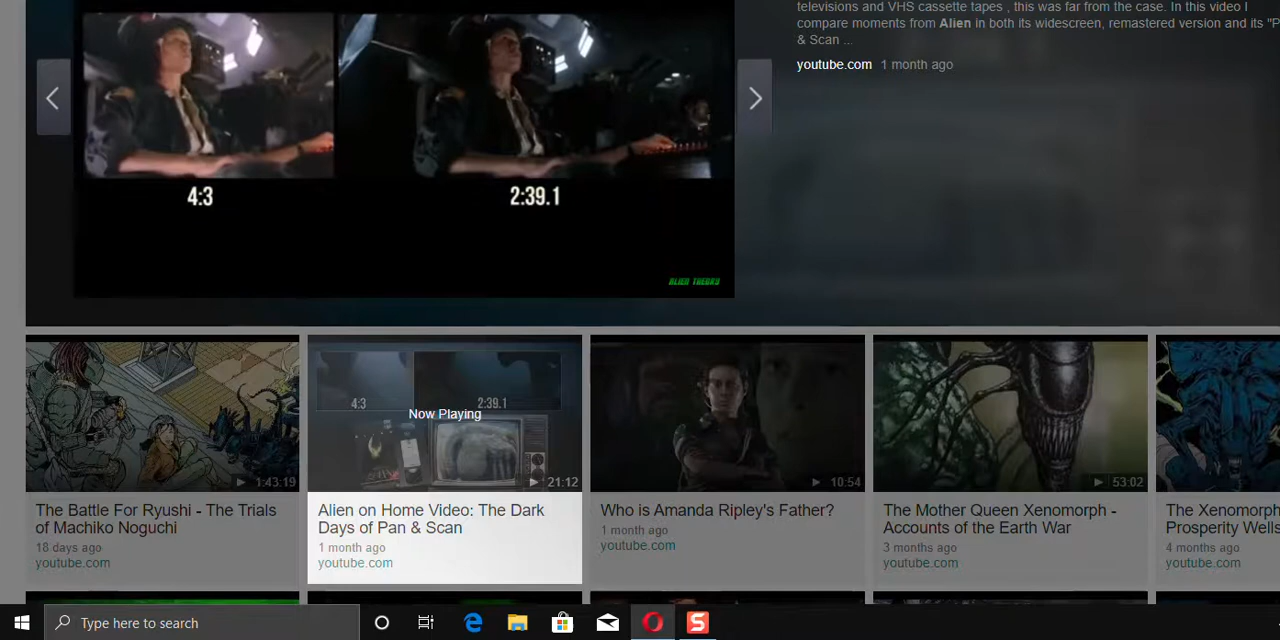 televisions and VHS cassette tapes , this was far from the case. In this video I
compare moments from Alien in both its widescreen, remastered version and its "P
& Scan ...
youtube.com 1 month ago
4:3
2:39.1
ALIEN THEORY
4:3
2:39.1
Now Playing
1:43:19
21:12
10:54
53:02
The Battle For Ryushi - The Trials
of Machiko Noguchi
18 days ago
youtube.com
Alien on Home Video: The Dark
Days of Pan & Scan
1 month ago
youtube.com
Who is Amanda Ripley's Father?
1 month ago
youtube.com
The Mother Queen Xenomorph -
Accounts of the Earth War
3 months ago
youtube.com
The Xenomorph
Prosperity Wells
4 months ago
youtube.com
Type here to search